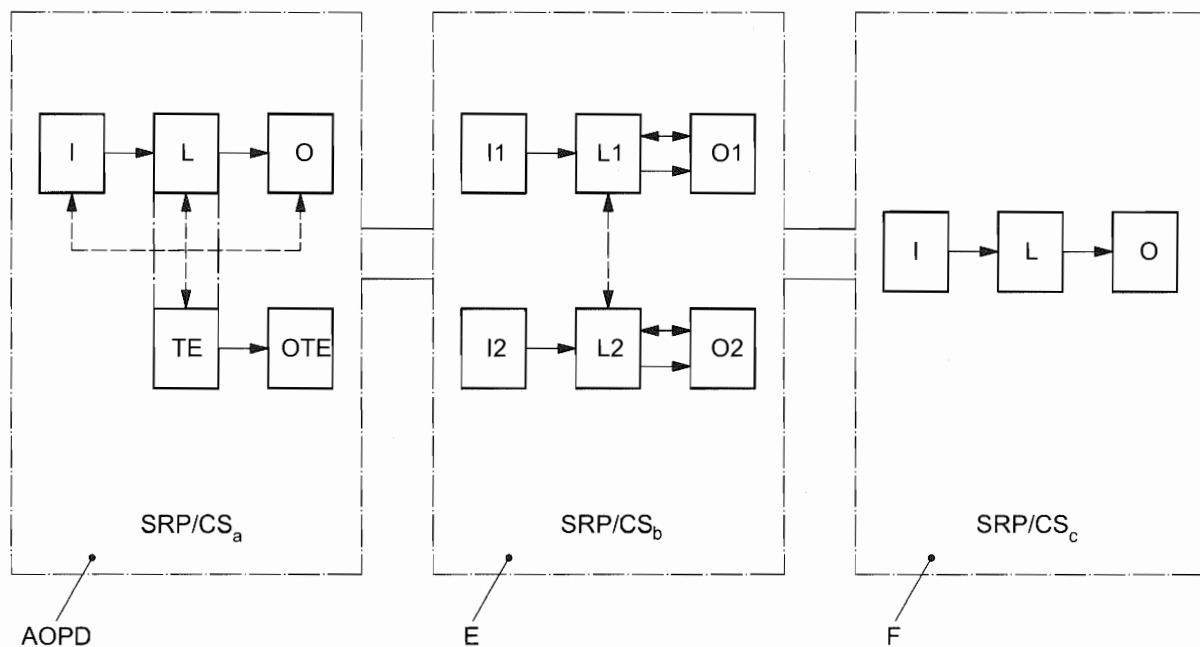 I L O
TE OTE
SRP/CSa
AOPD
I1 L1 O1
I2 L2 O2
SRP/CSb
E
I L O
SRP/CSc
F